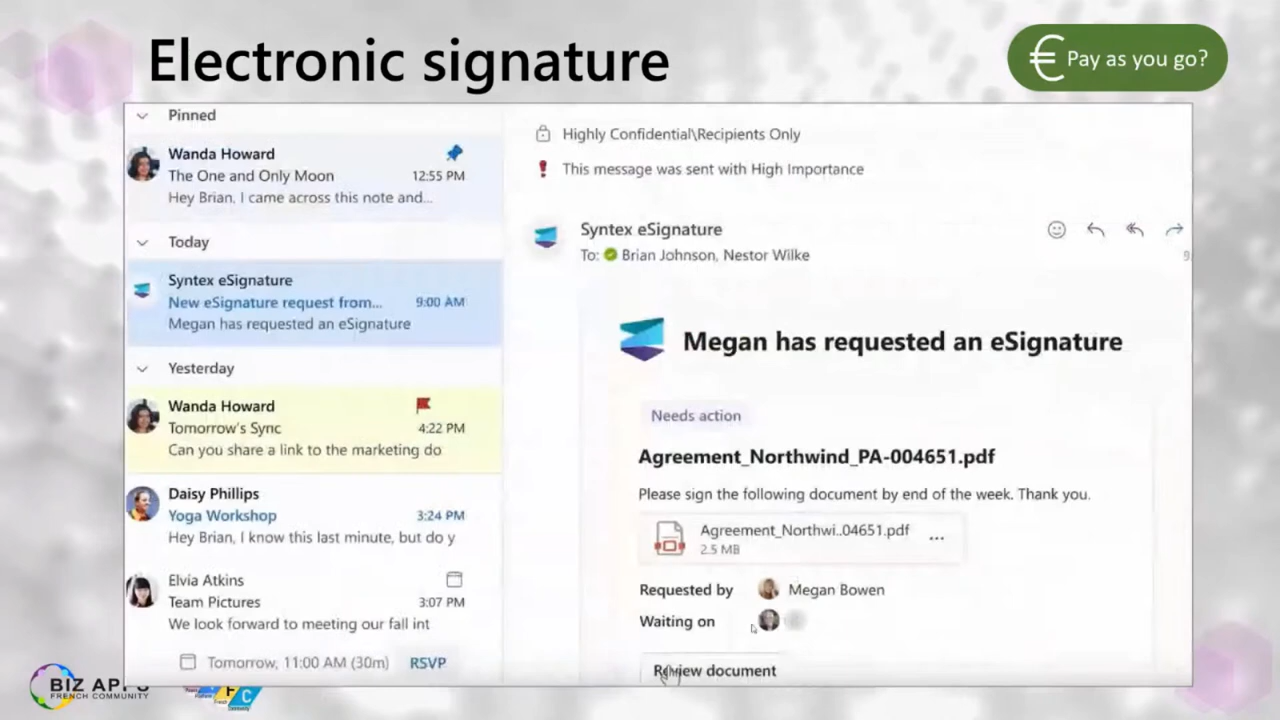 Electronic signature
€ Pay as you go?
Pinned
Wanda Howard
The One and Only Moon 12:55 PM
Hey Brian, I came across this note and...
Today
Syntex eSignature
New eSignature request from... 9:00 AM
Megan has requested an eSignature
Yesterday
Wanda Howard
Tomorrow's Sync 4:22 PM
Can you share a link to the marketing do
Daisy Phillips
Yoga Workshop 3:24 PM
Hey Brian, I know this last minute, but do y
Elvia Atkins
Team Pictures 3:07 PM
We look forward to meeting our fall int
Tomorrow, 11:00 AM (30m) RSVP
Highly Confidential\Recipients Only
This message was sent with High Importance
Syntex eSignature
To: Brian Johnson, Nestor Wilke
Megan has requested an eSignature
Needs action
Agreement_Northwind_PA-004651.pdf
Please sign the following document by end of the week. Thank you.
Agreement_Northwi..04651.pdf
2.5 MB
Requested by Megan Bowen
Waiting on
Review document
BIZ APPS
FRENCH COMMUNITY